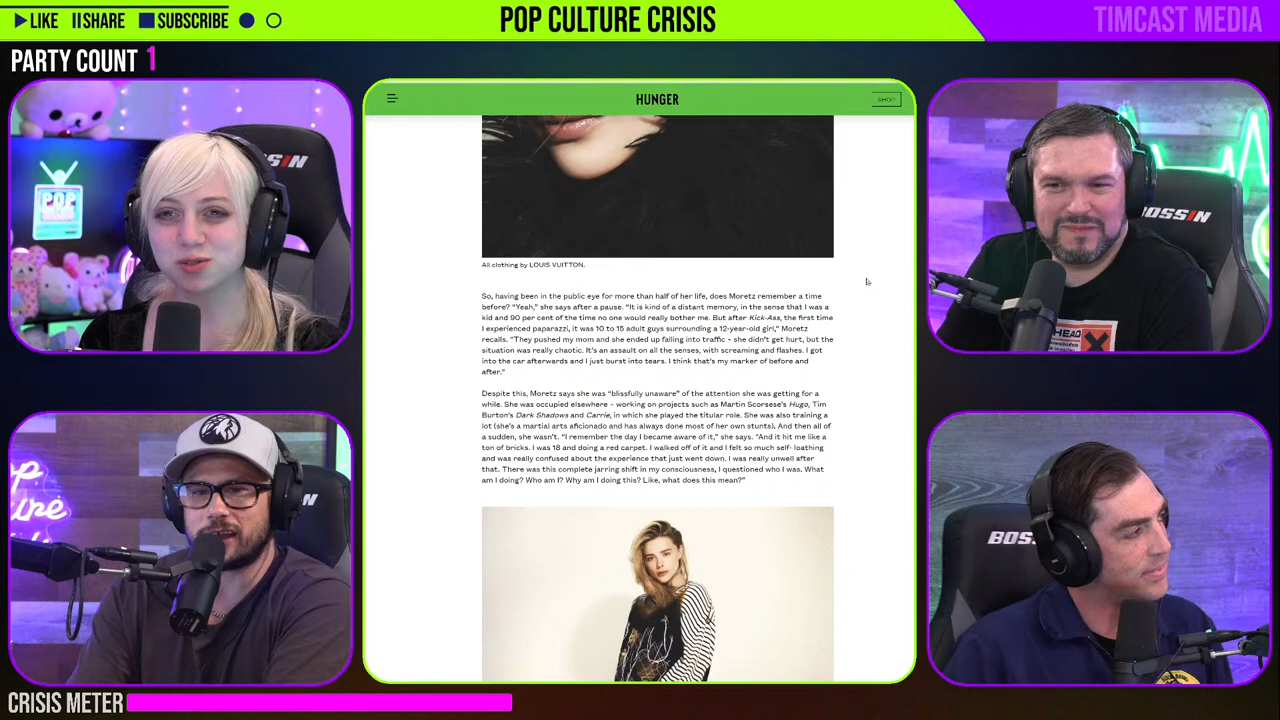 LIKE SHARE SUBSCRIBE
POP CULTURE CRISIS
TIMCAST MEDIA
PARTY COUNT 1
HUNGER
SHOP
All clothing by LOUIS VUITTON.
So, having been in the public eye for more than half of her life, does Moretz remember a time
before? “Yeah,” she says after a pause. “It is kind of a distant memory, in the sense that I was a
kid and 90 per cent of the time no one would really bother me. But after Kick-Ass, the first time
I experienced paparazzi, it was 10 to 15 adult guys surrounding a 12-year-old girl,” Moretz
recalls. “They pushed my mom and she ended up falling into traffic – she didn’t get hurt, but the
situation was really chaotic. It’s an assault on all the senses, with screaming and flashes. I got
into the car afterwards and I just burst into tears. I think that’s my marker of before and
after.”
Despite this, Moretz says she was “blissfully unaware” of the attention she was getting for a
while. She was occupied elsewhere – working on projects such as Martin Scorsese’s Hugo, Tim
Burton’s Dark Shadows and Carrie, in which she played the titular role. She was also training a
lot (she’s a martial arts aficionado and has always done most of her own stunts). And then all of
a sudden, she wasn’t. “I remember the day I became aware of it,” she says. “And it hit me like a
ton of bricks. I was 18 and doing a red carpet. I walked off of it and I felt so much self- loathing
and was really confused about the experience that just went down. I was really unwell after
that. There was this complete jarring shift in my consciousness, I questioned who I was. What
am I doing? Who am I? Why am I doing this? Like, what does this mean?”
POP
SSIN
BOSSIN
HEAD
BOSS
CRISIS METER